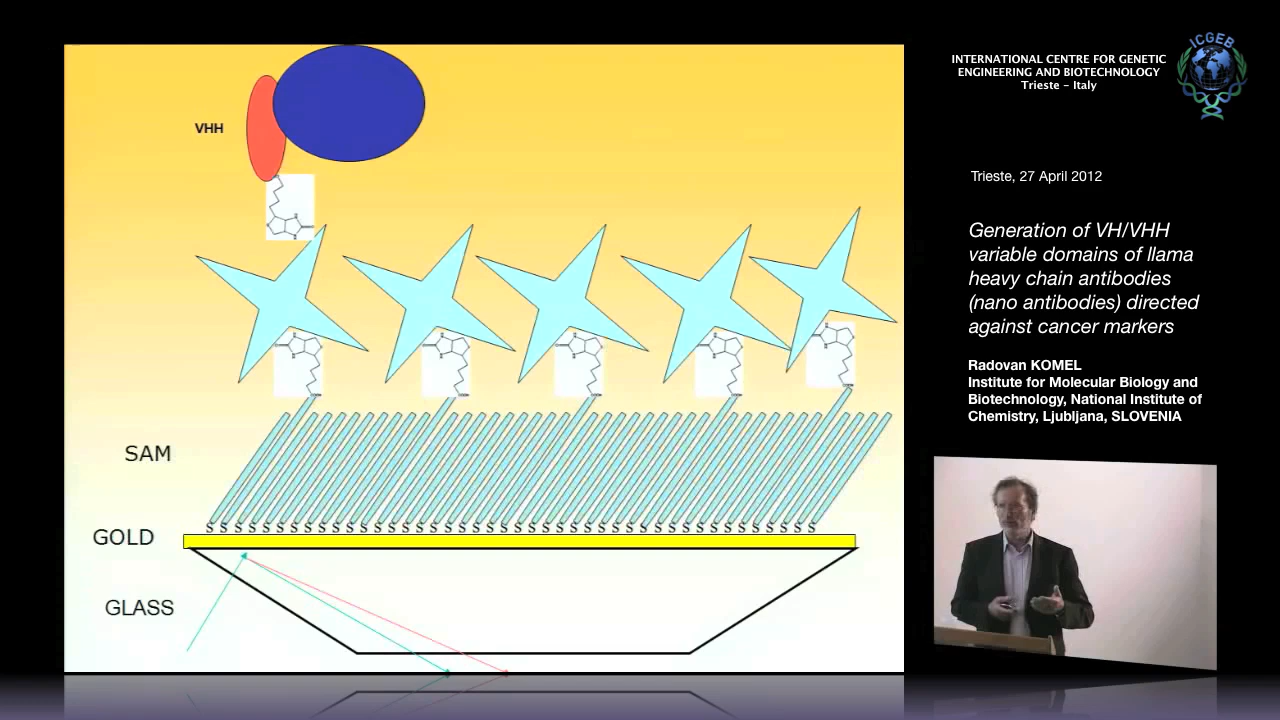 VHH
SAM
GOLD
GLASS
S S S S S S S S S S S S S S S S S S S S S S S S S S S S S S S S S S S S S S S S S S S S
INTERNATIONAL CENTRE FOR GENETIC
ENGINEERING AND BIOTECHNOLOGY
Trieste - Italy
ICGEB
Trieste, 27 April 2012
Generation of VH/VHH
variable domains of llama
heavy chain antibodies
(nano antibodies) directed
against cancer markers
Radovan KOMEL
Institute for Molecular Biology and
Biotechnology, National Institute of
Chemistry, Ljubljana, SLOVENIA